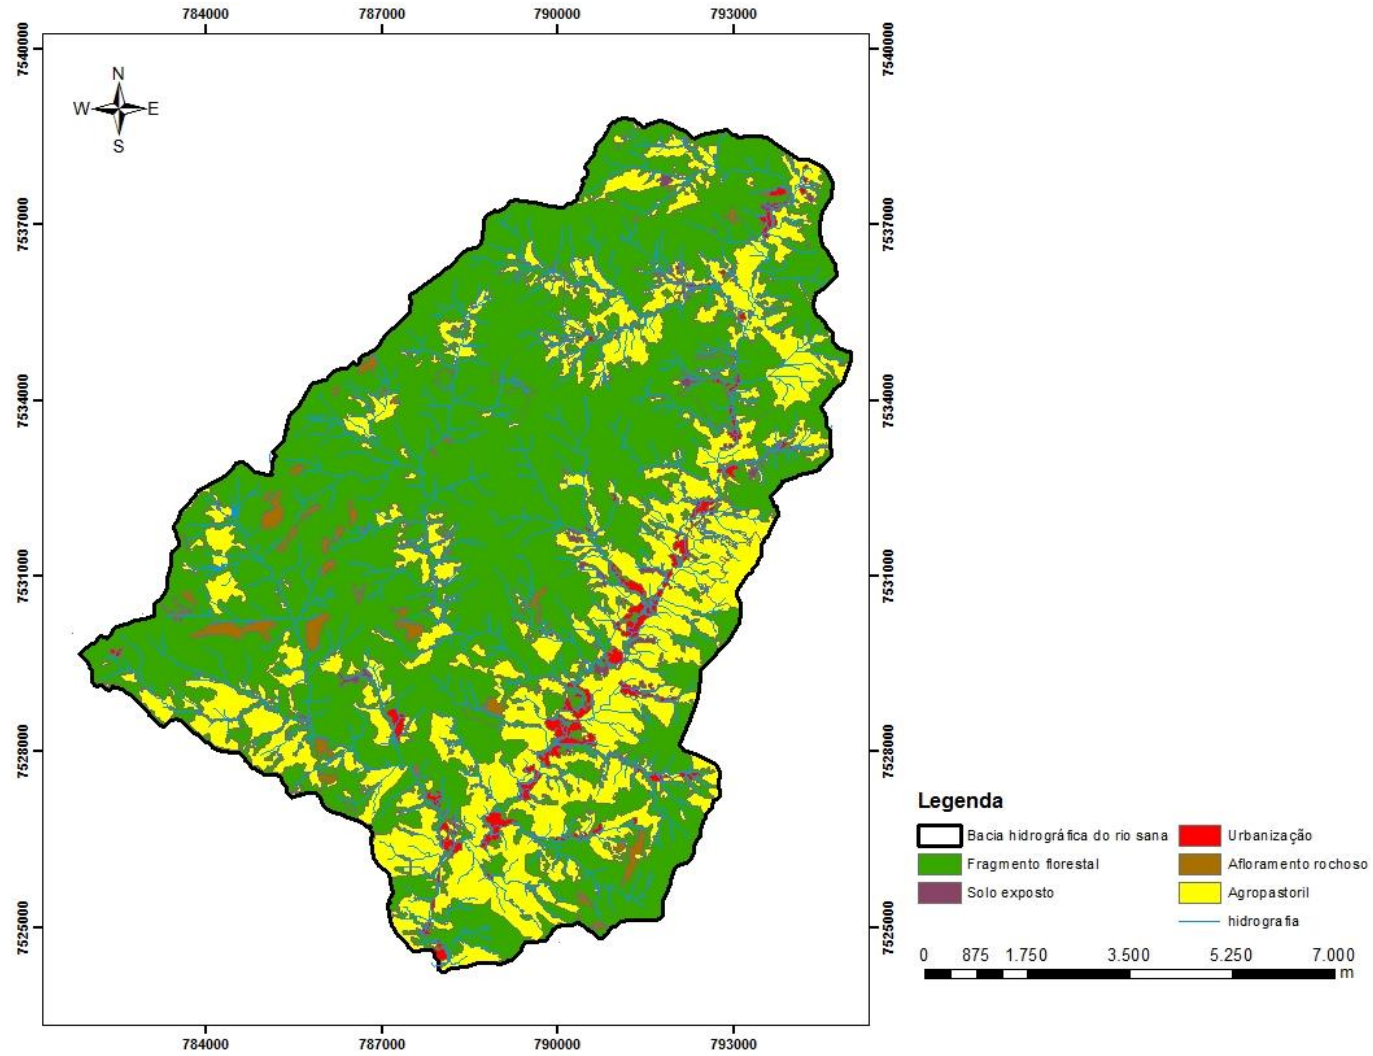 784000 787000 790000 793000
7540000 7540000
N
W E
S
7537000 7537000
7534000 7534000
7531000 7531000
7528000 7528000
7525000 7525000
784000 787000 790000 793000
Legenda
Bacia hidrográfica do rio sana
Urbanização
Fragmento florestal
Afloramento rochoso
Solo exposto
Agropastoril
hidrografia
0 875 1.750 3.500 5.250 7.000
m